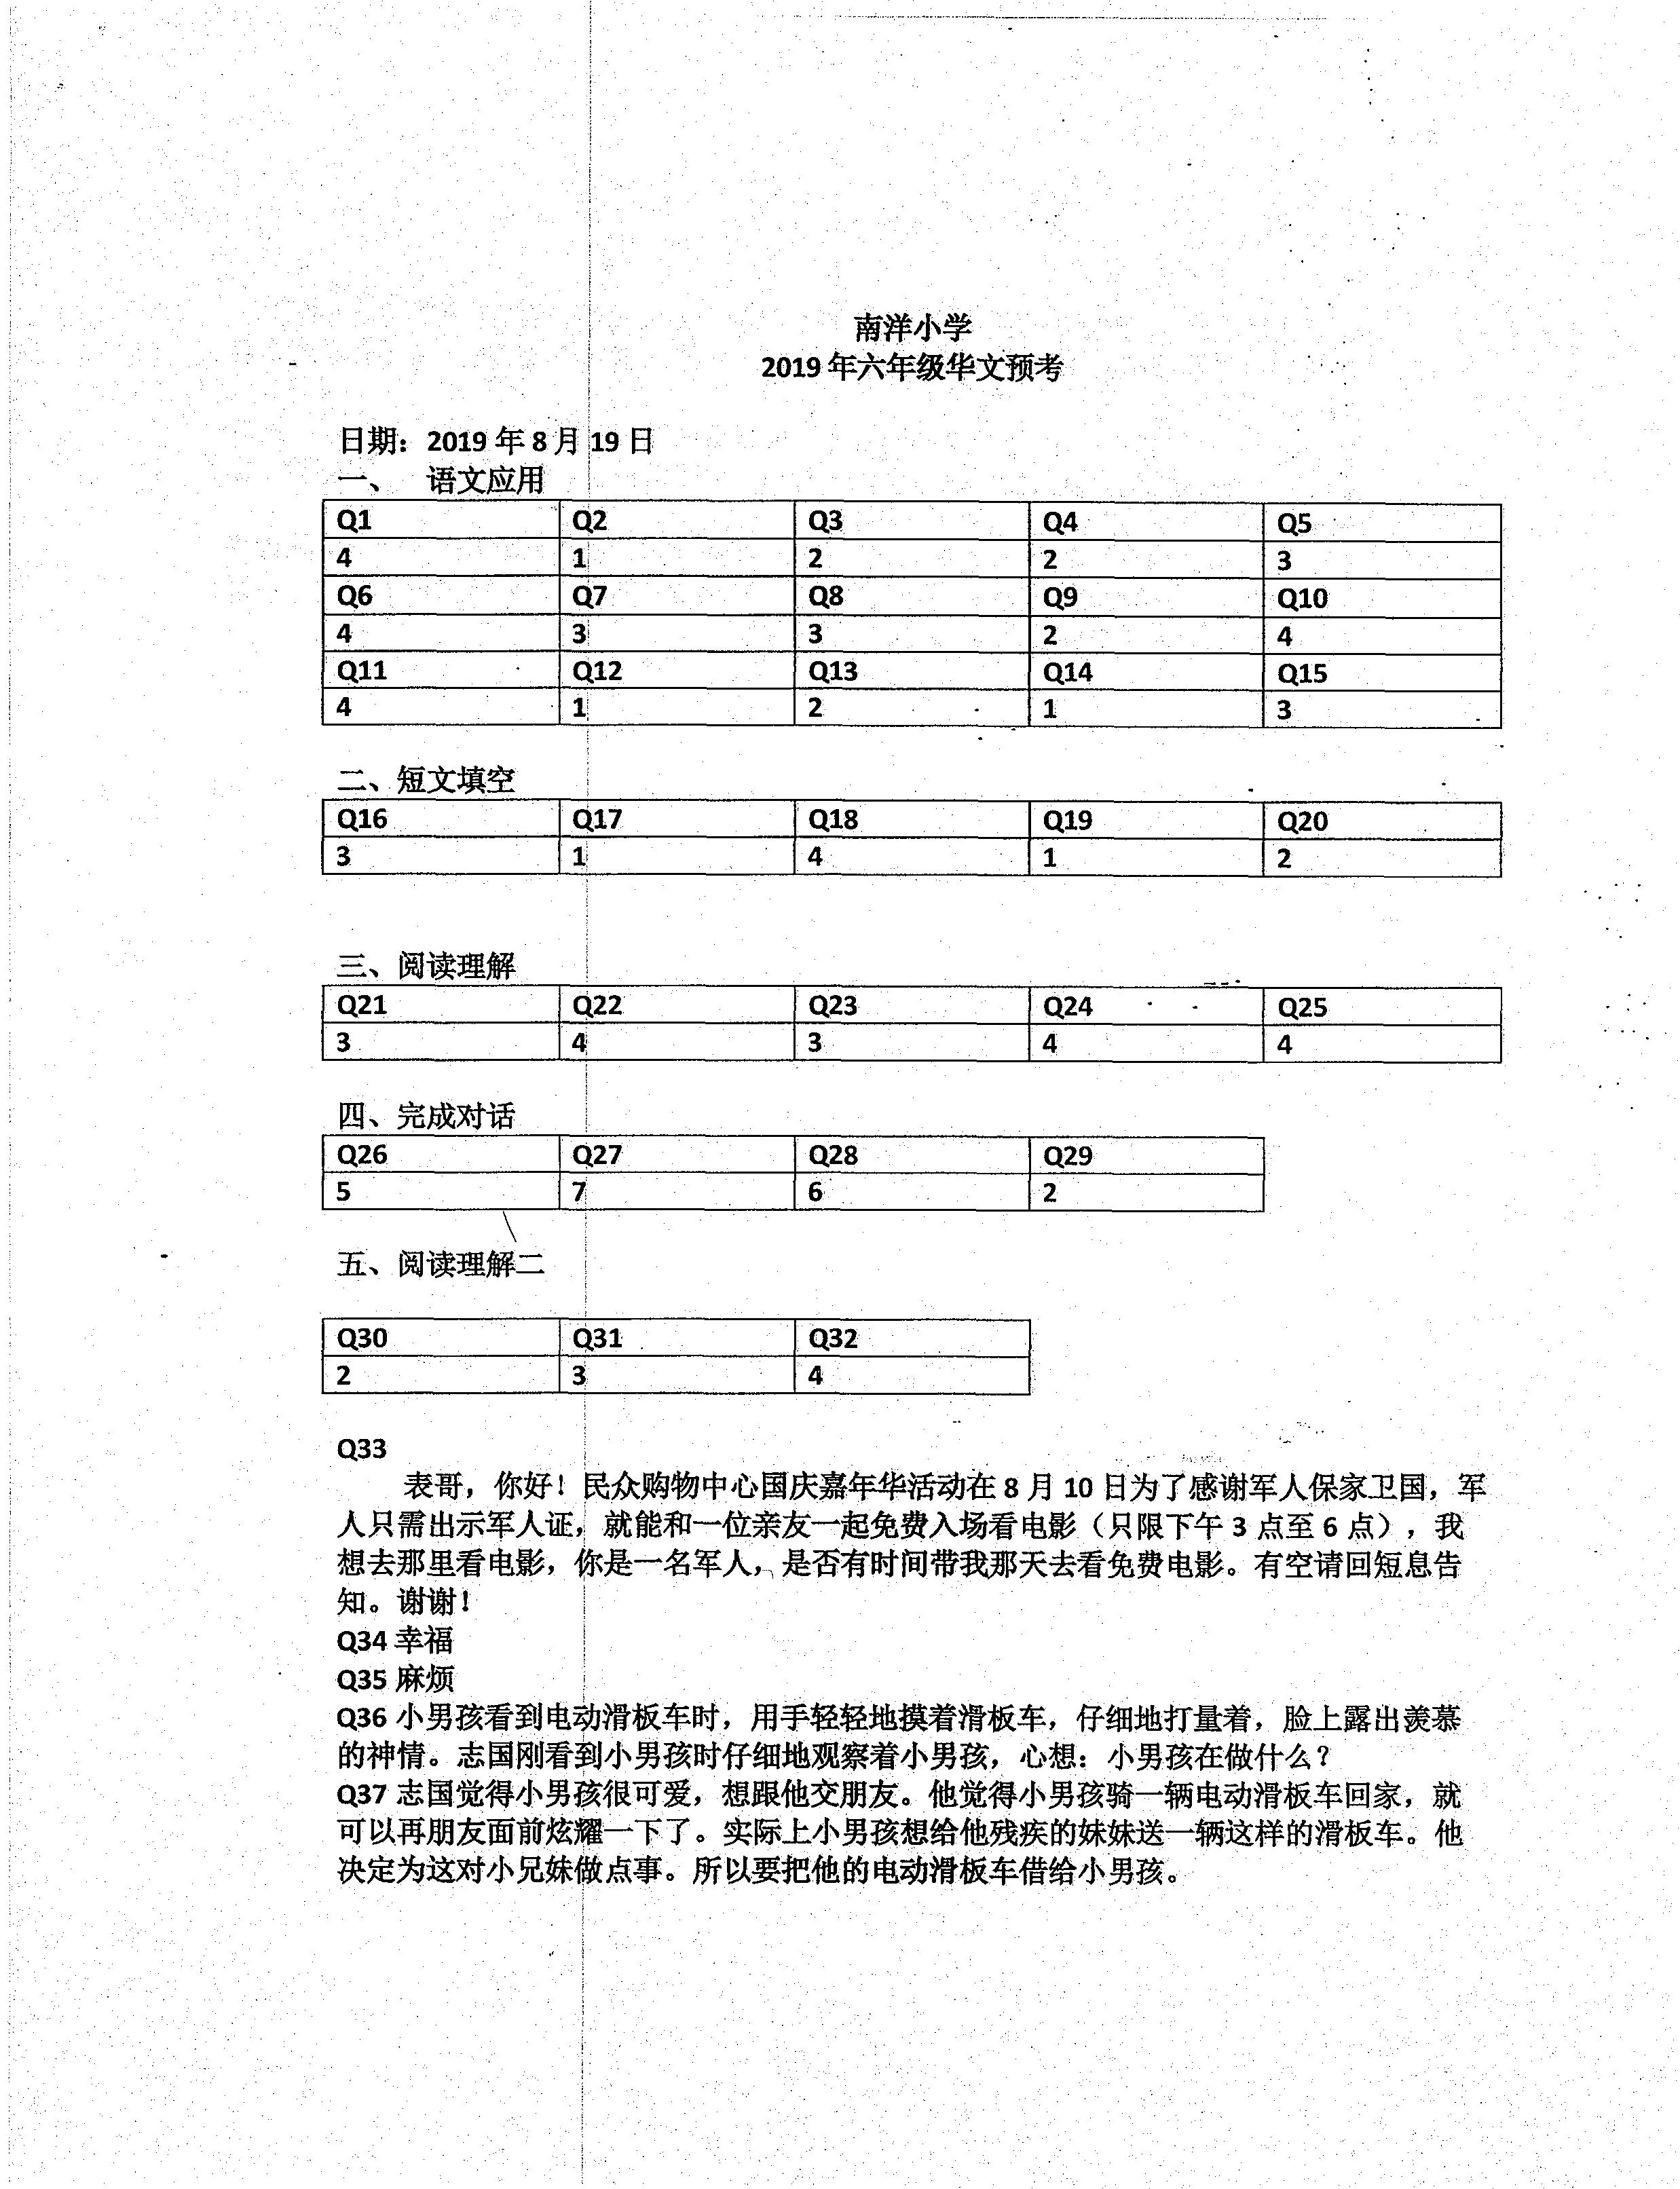 南洋小学
2019 年六年级华文预考
日期：2019 年 8 月 19 日
一、 语文应用
Q1 Q2 Q3 Q4 Q5
4 1 2 2 3
Q6 Q7 Q8 Q9 Q10
4 3 3 2 4
Q11 Q12 Q13 Q14 Q15
4 1 2 1 3
二、短文填空
Q16 Q17 Q18 Q19 Q20
3 1 4 1 2
三、阅读理解
Q21 Q22 Q23 Q24 Q25
3 4 3 4 4
四、完成对话
Q26 Q27 Q28 Q29
5 7 6 2
五、阅读理解二
Q30 Q31 Q32
2 3 4
Q33
表哥，你好！民众购物中心国庆嘉年华活动在 8 月 10 日为了感谢军人保家卫国，军
人只需出示军人证，就能和一位亲友一起免费入场看电影（只限下午 3 点至 6 点），我
想去那里看电影，你是一名军人，是否有时间带我那天去看免费电影。有空请回短息告
知。谢谢！
Q34 幸福
Q35 麻烦
Q36 小男孩看到电动滑板车时，用手轻轻地摸着滑板车，仔细地打量着，脸上露出羡慕
的神情。志国刚看到小男孩时仔细地观察着小男孩，心想：小男孩在做什么？
Q37 志国觉得小男孩很可爱，想跟他交朋友。他觉得小男孩骑一辆电动滑板车回家，就
可以再朋友面前炫耀一下了。实际上小男孩想给他残疾的妹妹送一辆这样的滑板车。他
决定为这对小兄妹做点事。所以要把他的电动滑板车借给小男孩。